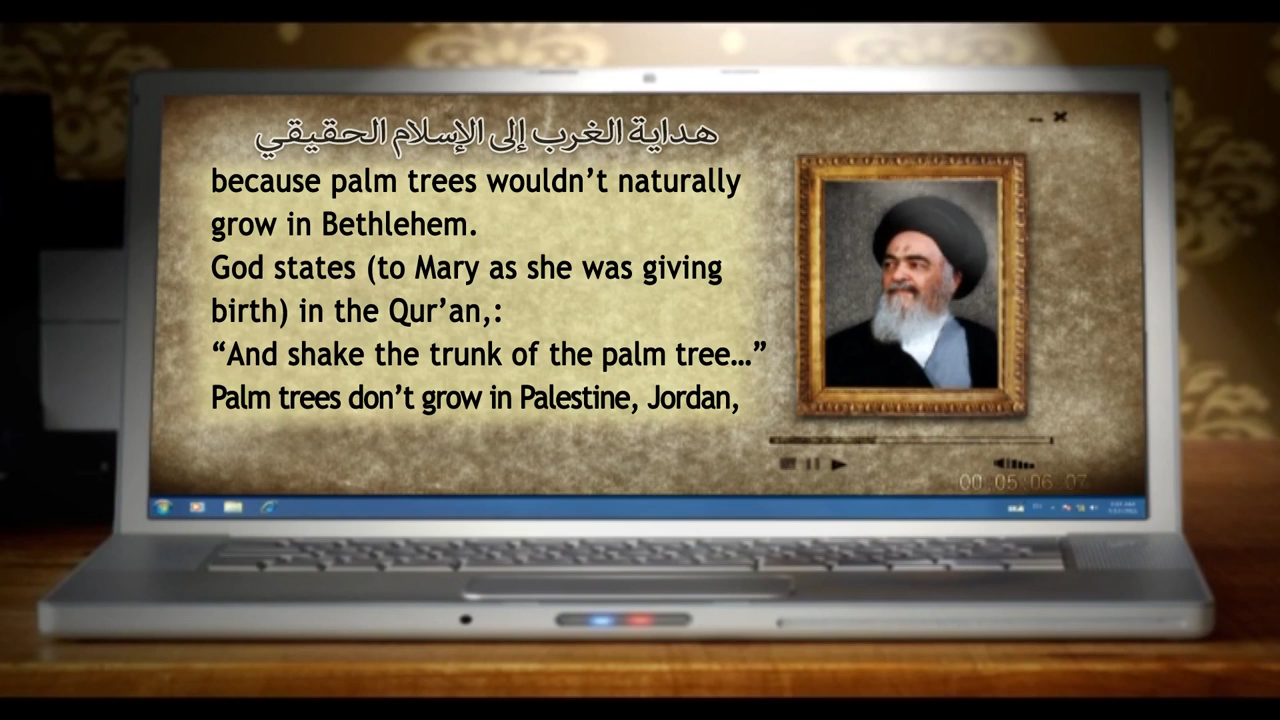 هداية الغرب إلى الإسلام الحقيقي
because palm trees wouldn’t naturally
grow in Bethlehem.
God states (to Mary as she was giving
birth) in the Qur’an,:
“And shake the trunk of the palm tree…”
Palm trees don’t grow in Palestine, Jordan,
00:05:06 07